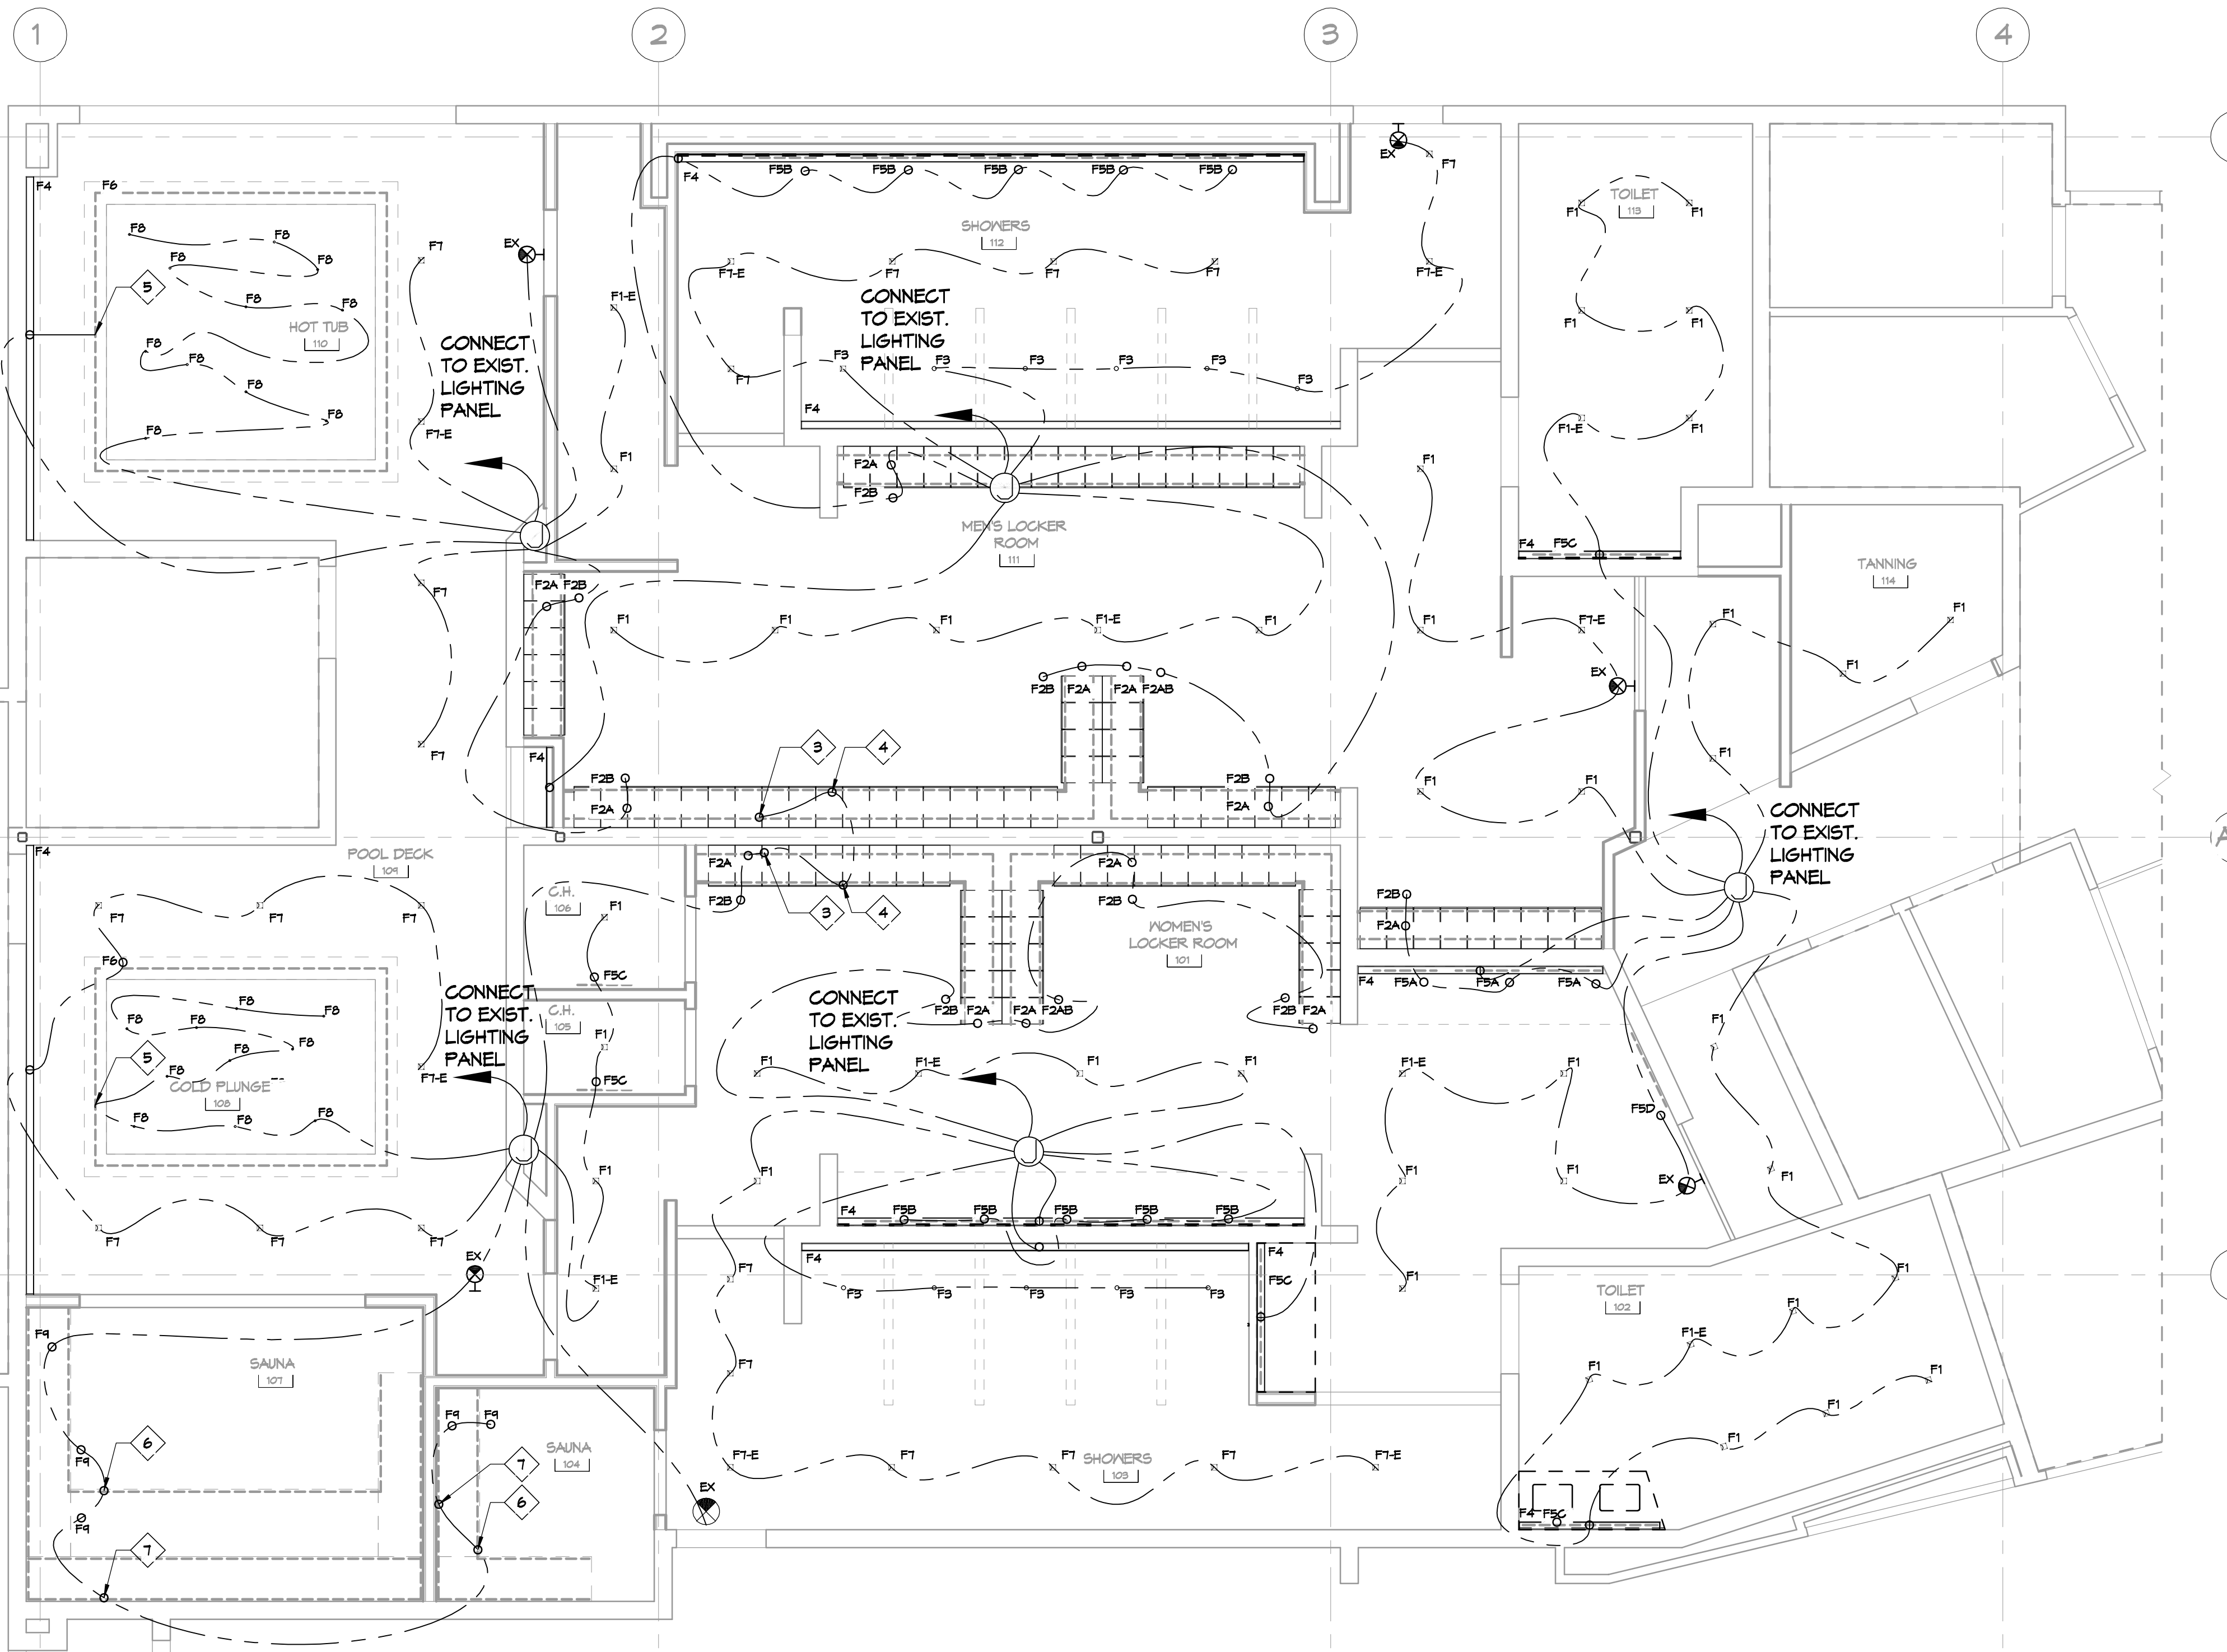 1
2
3
4
EX
F7
F4
F6
F4
F5B
F5B
F5B
F5B
F5B
TOILET
113
F1
F1
SHOWERS
112
F8
F8
F8
F8
F7
EX
F7-E
F7
F7
F7
F7-E
5
F8
F8
F1-E
CONNECT
TO EXIST.
LIGHTING
PANEL
HOT TUB
110
F1
F1
CONNECT
TO EXIST.
LIGHTING
PANEL
F8
F8
F8
F8
F8
F7
F3
F3
F3
F3
F3
F3
F4
F7-E
F1-E
F1
F1
F2A
F2B
F1
MEN'S LOCKER
ROOM
111
F4
F5C
TANNING
114
F7
F2A
F2B
F1
F1
F1
F1-E
F1
F1
F7-E
F1
F1
F1
EX
F2B
F2A
F2A
F2AB
F7
F4
3
4
F2B
F2A
F2B
F2A
F1
F1
F1
CONNECT
TO EXIST.
LIGHTING
PANEL
J
J
J
A
F4
POOL DECK
109
F2A
F2A
C.H.
106
F2B
3
4
F2B
F7
F7
F7
F1
F2B
F2A
WOMEN'S
LOCKER ROOM
101
F6
F5C
F4
F5A
F5A
F5A
CONNECT
TO EXIST.
LIGHTING
PANEL
CONNECT
TO EXIST.
LIGHTING
PANEL
F8
F8
F8
F8
F8
F8
F8
5
COLD PLUNGE
108
C.H.
105
F1
F2B
F2A
F2A
F2AB
F2B
F2A
F1
F7-E
F5C
F1
F1-E
F1
F1
F1-E
F1
F5D
F8
F8
F8
J
J
F1
F1
F1
F1
EX
F1
F7
F7
F7
EX
F4
F5B
F5B
F5B
F5B
F5B
F4
F4
F5C
F1-E
F7
F3
F3
F3
F3
F3
F1
F1
TOILET
102
F1
F1-E
F1
F1
F9
SAUNA
107
F7
F9
F9
6
F9
SAUNA
104
7
6
F7-E
F7
F7
F7
F7-E
SHOWERS
103
F1
F1
EX
F9
7
F4
F5C